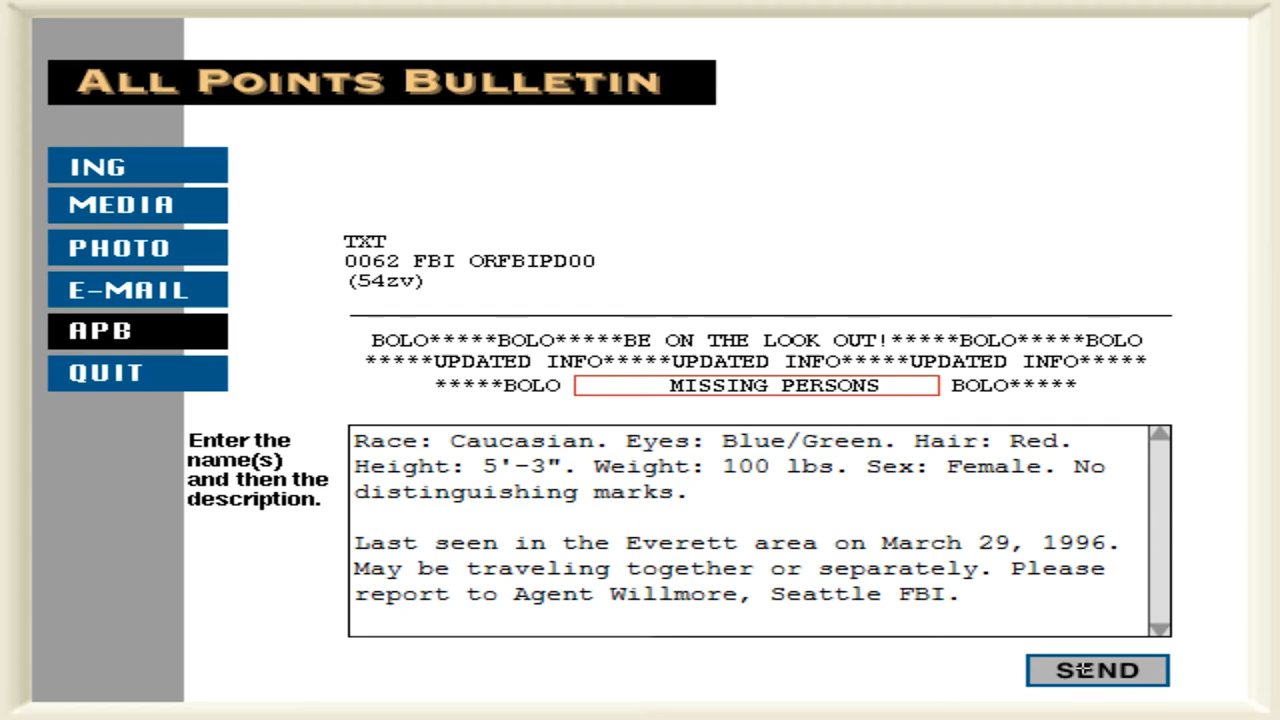 ALL POINTS BULLETIN
ING
MEDIA
PHOTO
E-MAIL
APB
QUIT
TXT
0062 FBI ORFBIPD00
(54zv)
BOLO*****BOLO*****BE ON THE LOOK OUT!*****BOLO*****BOLO
*****UPDATED INFO*****UPDATED INFO*****UPDATED INFO*****
*****BOLO MISSING PERSONS BOLO*****
Enter the
name(s)
and then the
description.
Race: Caucasian. Eyes: Blue/Green. Hair: Red.
Height: 5'-3". Weight: 100 lbs. Sex: Female. No
distinguishing marks.
Last seen in the Everett area on March 29, 1996.
May be traveling together or separately. Please
report to Agent Willmore, Seattle FBI.
SEND